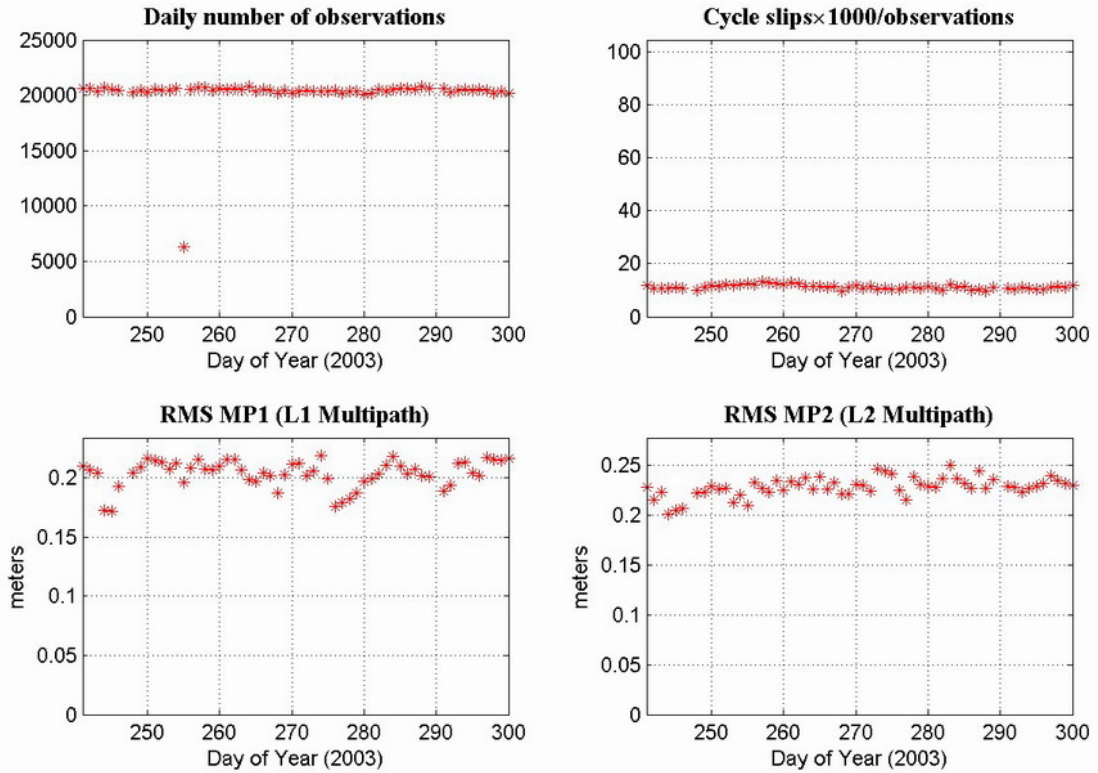 Daily number of observations
25000
20000
15000
10000
5000
0
250 260 270 280 290 300
Day of Year (2003)
Cycle slips×1000/observations
100
80
60
40
20
0
250 260 270 280 290 300
Day of Year (2003)
RMS MP1 (L1 Multipath)
meters
0.2
0.15
0.1
0.05
0
250 260 270 280 290 300
Day of Year (2003)
RMS MP2 (L2 Multipath)
meters
0.25
0.2
0.15
0.1
0.05
0
250 260 270 280 290 300
Day of Year (2003)